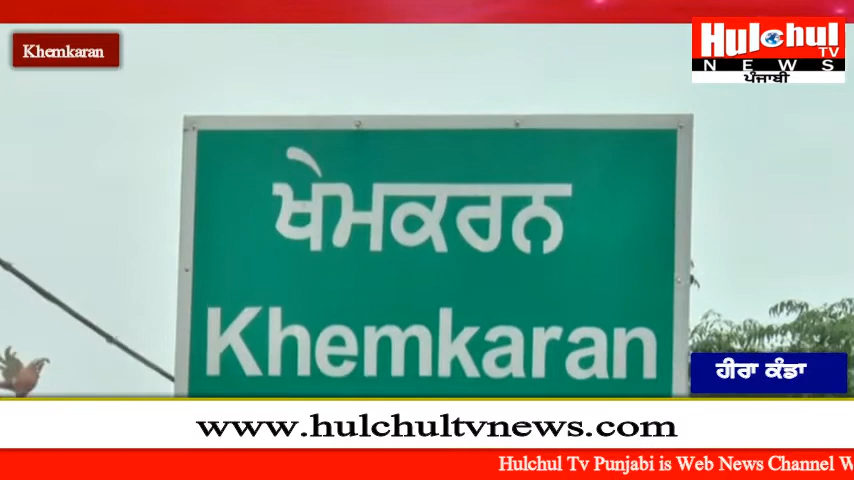 Khemkaran
Hulchul
TV
NEWS
ਪੰਜਾਬੀ
ਖੇਮਕਰਨ
Khemkaran
ਹੀਰਾ ਕੰਡਾ
www.hulchultvnews.com
Hulchul Tv Punjabi is Web News Channel W